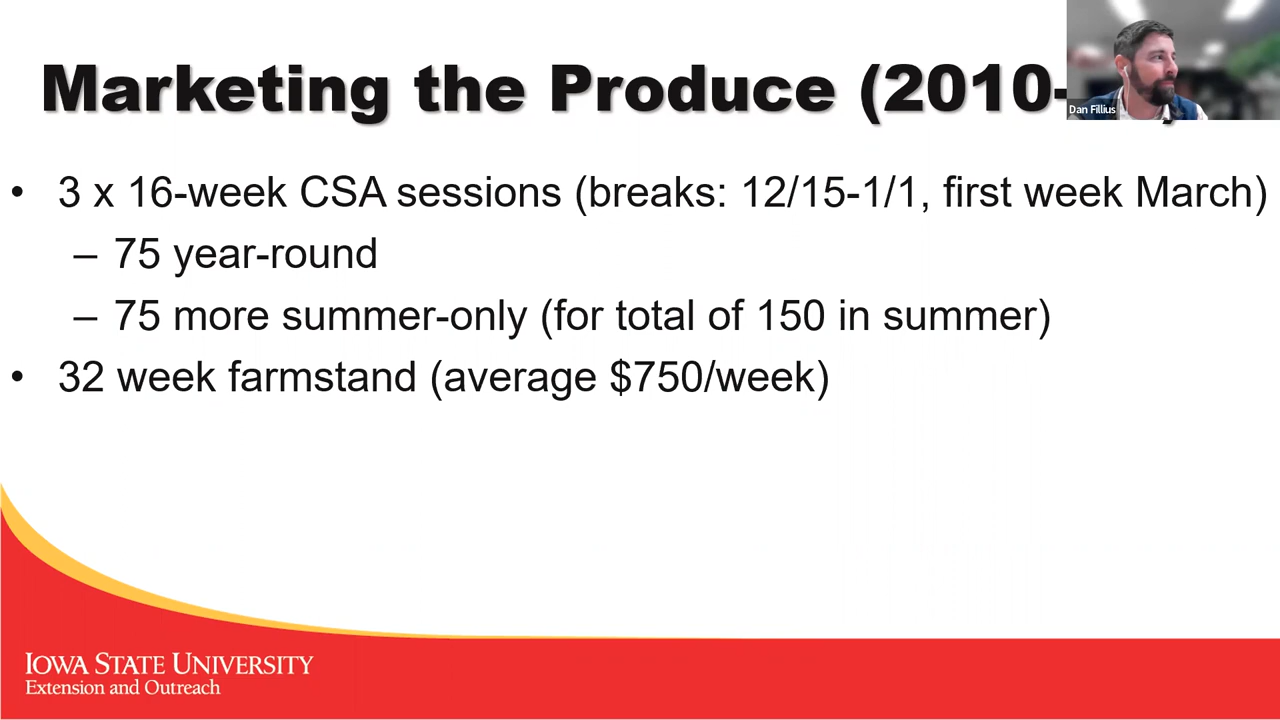 Marketing the Produce (2010-
Dan Fillius
• 3 x 16-week CSA sessions (breaks: 12/15-1/1, first week March)
– 75 year-round
– 75 more summer-only (for total of 150 in summer)
• 32 week farmstand (average $750/week)
IOWA STATE UNIVERSITY
Extension and Outreach